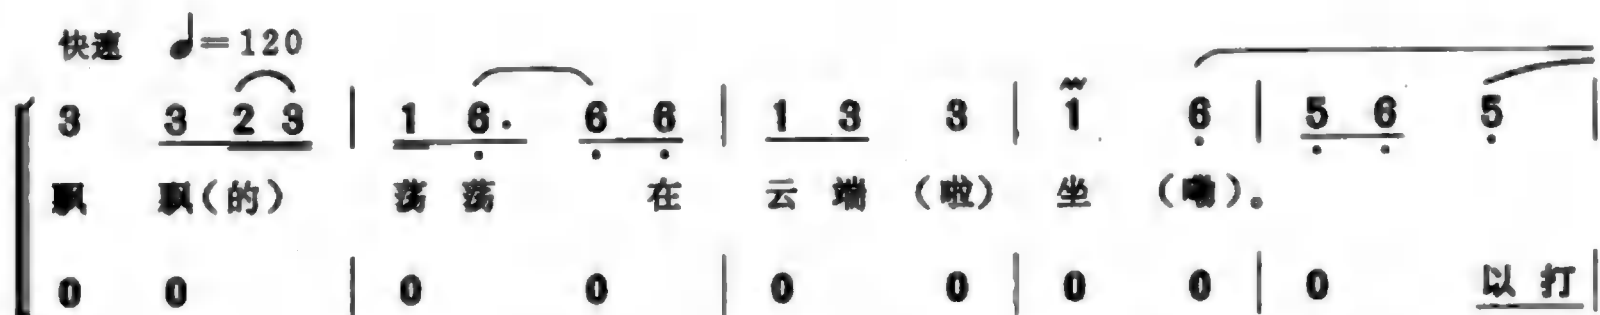 快速 ♩=120
3 3 2 3 | 1 6. 6 6 | 1 3 3 | 1 6 | 5 6 5 |
飘 飘(的) 荡 荡 在 云 端 (啦) 坐 (喃)。
0 0 | 0 0 | 0 0 | 0 0 | 0 以 打 |